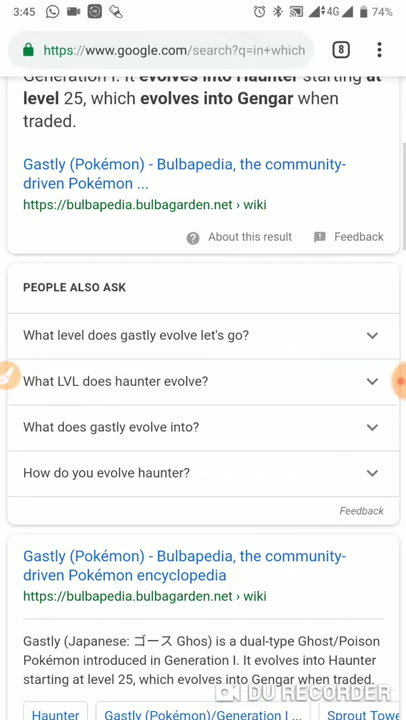 3:45
4G
74%
https://www.google.com/search?q=in+which
8
Generation I. It evolves into Haunter starting at
level 25, which evolves into Gengar when
traded.
Gastly (Pokémon) - Bulbapedia, the community-
driven Pokémon ...
https://bulbapedia.bulbagarden.net › wiki
About this result
Feedback
PEOPLE ALSO ASK
What level does gastly evolve let's go?
What LVL does haunter evolve?
What does gastly evolve into?
How do you evolve haunter?
Feedback
Gastly (Pokémon) - Bulbapedia, the community-
driven Pokémon encyclopedia
https://bulbapedia.bulbagarden.net › wiki
Gastly (Japanese: ゴース Ghos) is a dual-type Ghost/Poison
Pokémon introduced in Generation I. It evolves into Haunter
starting at level 25, which evolves into Gengar when traded.
DU RECORDER
Haunter
Gastly (Pokémon)/Generation I ...
Sprout Towe